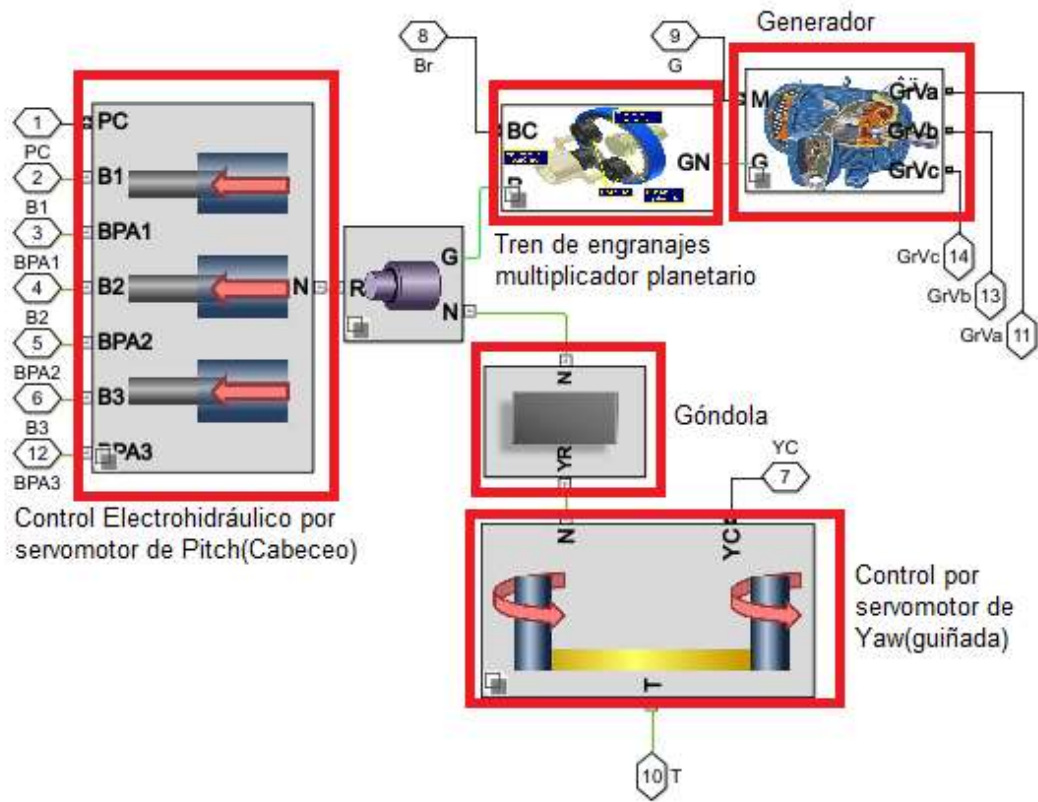 Generador
8
Br
9
G
M
GrVa
GrVb
G
GrVc
BC
GN
1
PC
PC
2
B1
B1
3
BPA1
BPA1
4
B2
N
B2
5
BPA2
BPA2
6
B3
B3
12
BPA3
BPA3
R
G
N
Tren de engranajes
multiplicador planetario
14
GrVc
13
GrVb
11
GrVa
N
YR
Góndola
YC
7
Control Electrohidráulico por
servomotor de Pitch(Cabeceo)
N
YC
T
Control por
servomotor de
Yaw(guiñada)
10
T